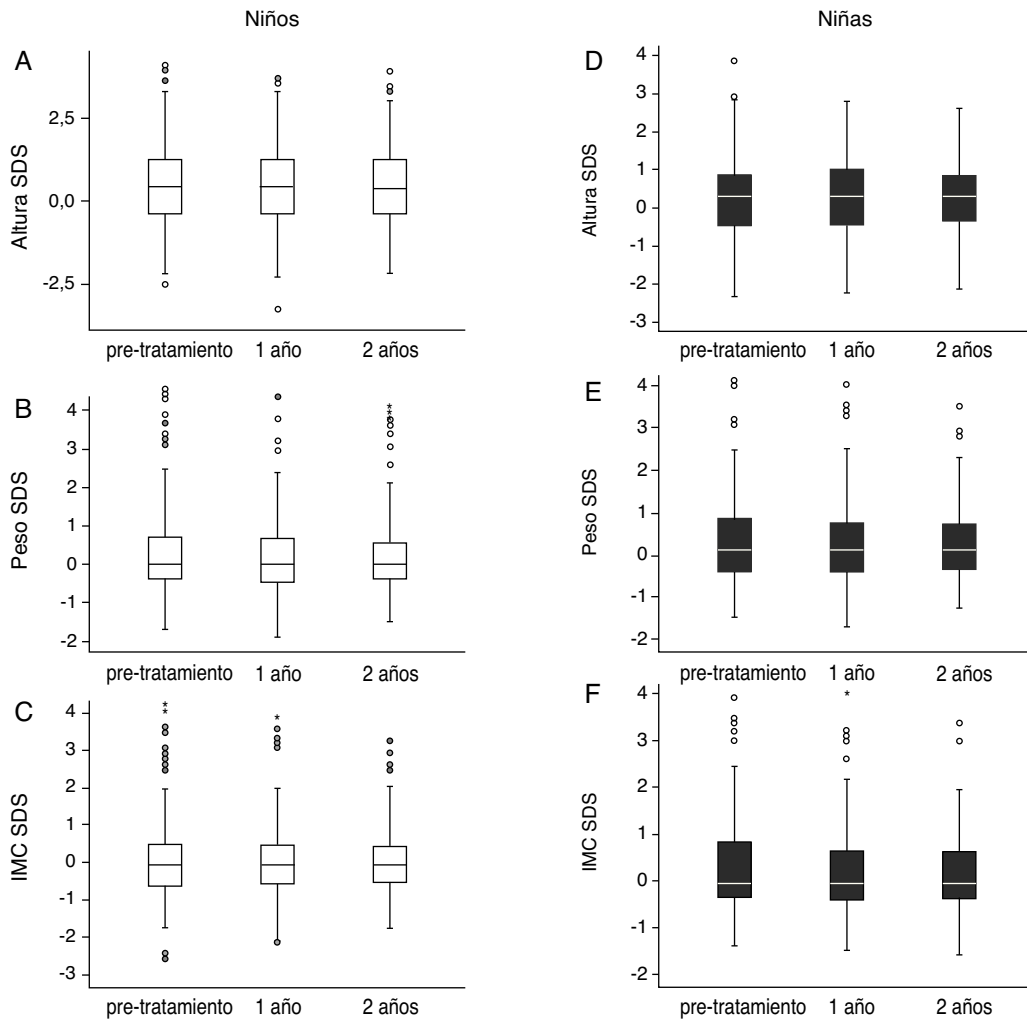 Niños
Niñas
A
Altura SDS
2,5
0,0
-2,5
pre-tratamiento 1 año 2 años
D
Altura SDS
4
3
2
1
0
-1
-2
-3
pre-tratamiento 1 año 2 años
B
Peso SDS
4
3
2
1
0
-1
-2
pre-tratamiento 1 año 2 años
E
Peso SDS
4
3
2
1
0
-1
-2
pre-tratamiento 1 año 2 años
C
IMC SDS
4
3
2
1
0
-1
-2
-3
pre-tratamiento 1 año 2 años
F
IMC SDS
4
3
2
1
0
-1
-2
pre-tratamiento 1 año 2 años